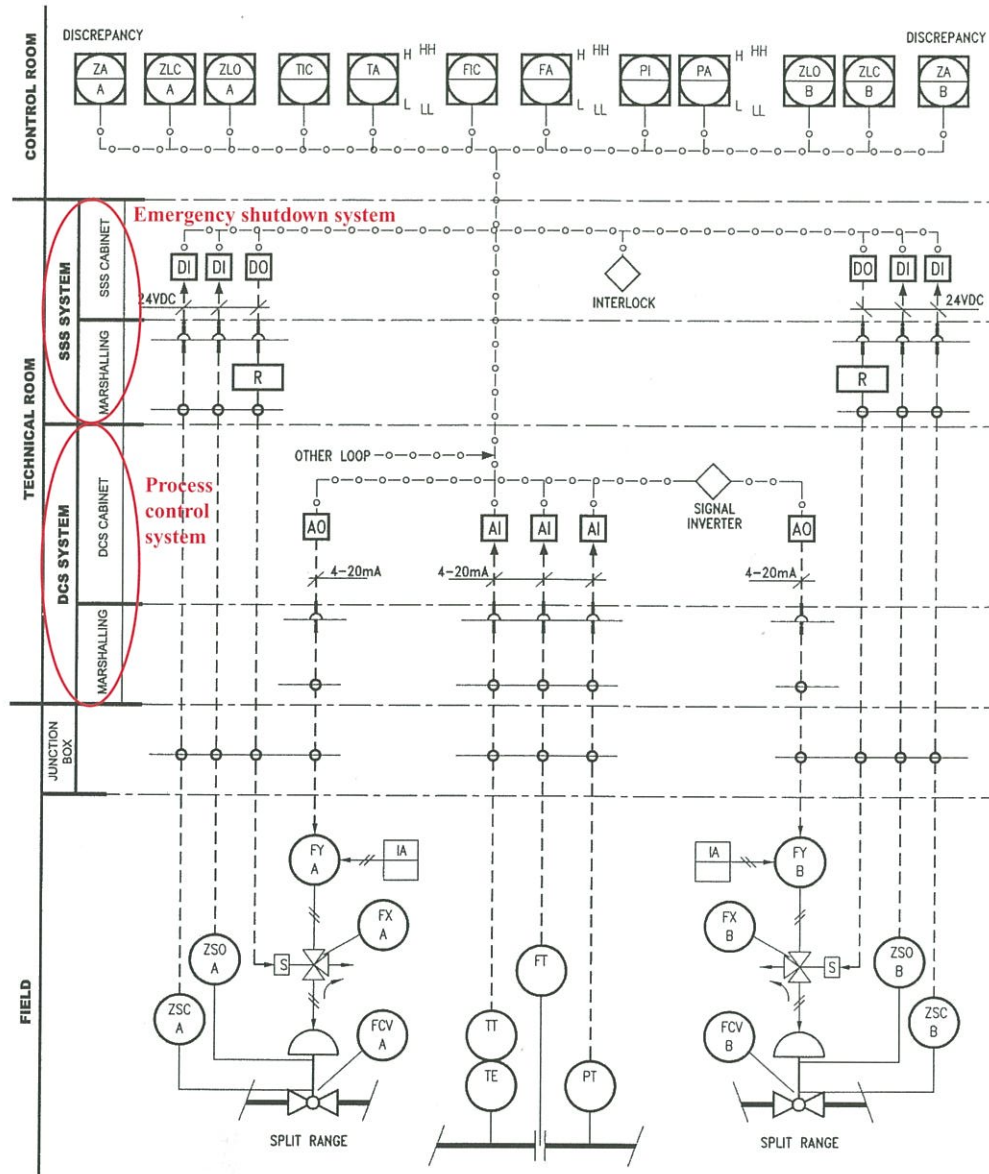 DISCREPANCY
DISCREPANCY
ZA
A
ZLC
A
ZLO
A
TIC
TA
H
HH
L
LL
FIC
FA
H
HH
L
LL
PI
PA
H
HH
L
LL
ZLO
B
ZLC
B
ZA
B
CONTROL ROOM
TECHNICAL ROOM
SSS SYSTEM
SSS CABINET
MARSHALLING
Emergency shutdown system
DI
DI
DO
24VDC
INTERLOCK
DO
DI
DI
24VDC
R
R
DCS SYSTEM
DCS CABINET
MARSHALLING
OTHER LOOP
Process
control
system
SIGNAL
INVERTER
AO
AI
AI
AI
AO
4-20mA
4-20mA
4-20mA
JUNCTION
BOX
FIELD
FY
A
IA
IA
FY
B
FX
A
FX
B
ZSO
A
S
FT
S
ZSO
B
ZSC
A
FCV
A
TT
TE
PT
FCV
B
ZSC
B
SPLIT RANGE
SPLIT RANGE